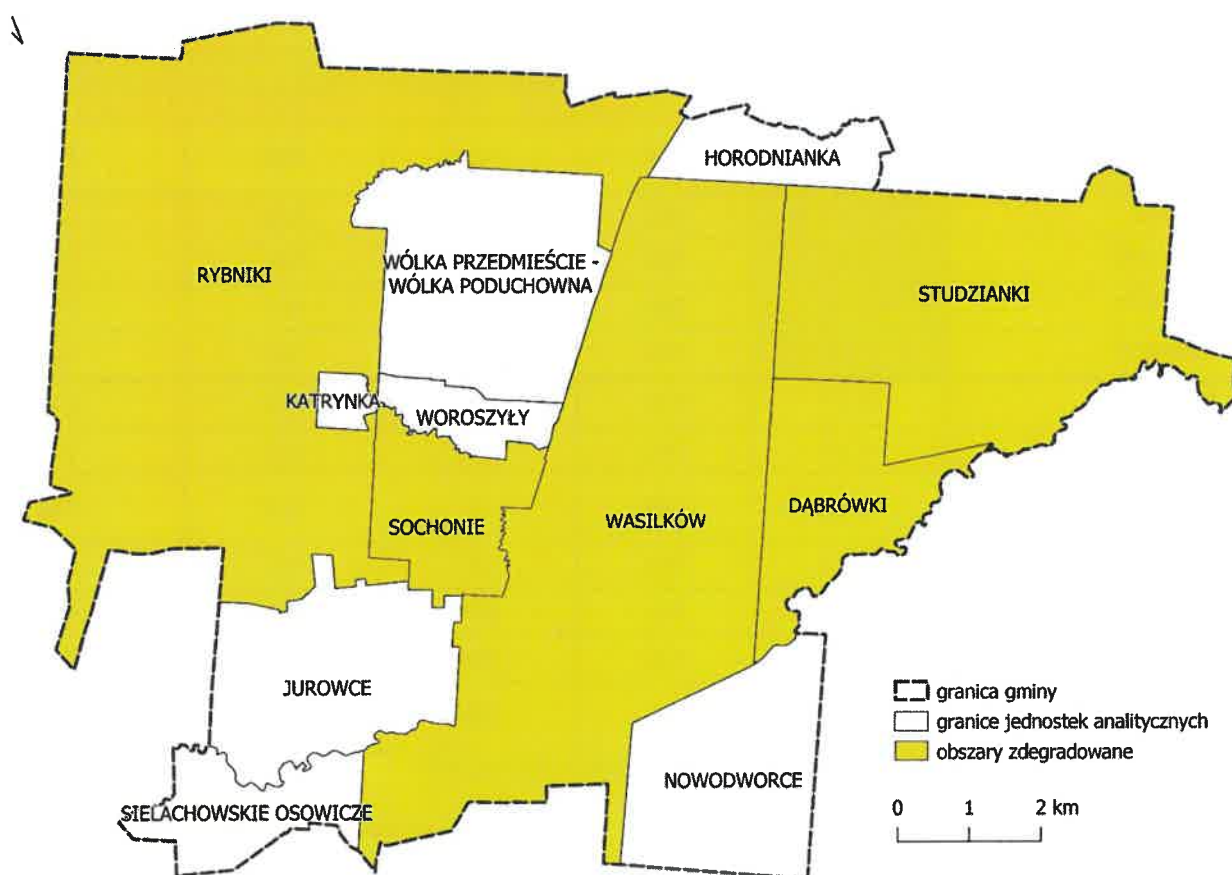 HORODNIANKA
RYBNIKI
WÓLKA PRZEDMIEŚCIE -
WÓLKA PODUCHOWNA
STUDZIANKI
KATRYNKA
WOROSZYŁY
SOCHONIE
WASILKÓW
DĄBRÓWKI
JUROWCE
NOWODWORCE
SIELACHOWSKIE OSOWICZE
granica gminy
granice jednostek analitycznych
obszary zdegradowane
0 1 2 km